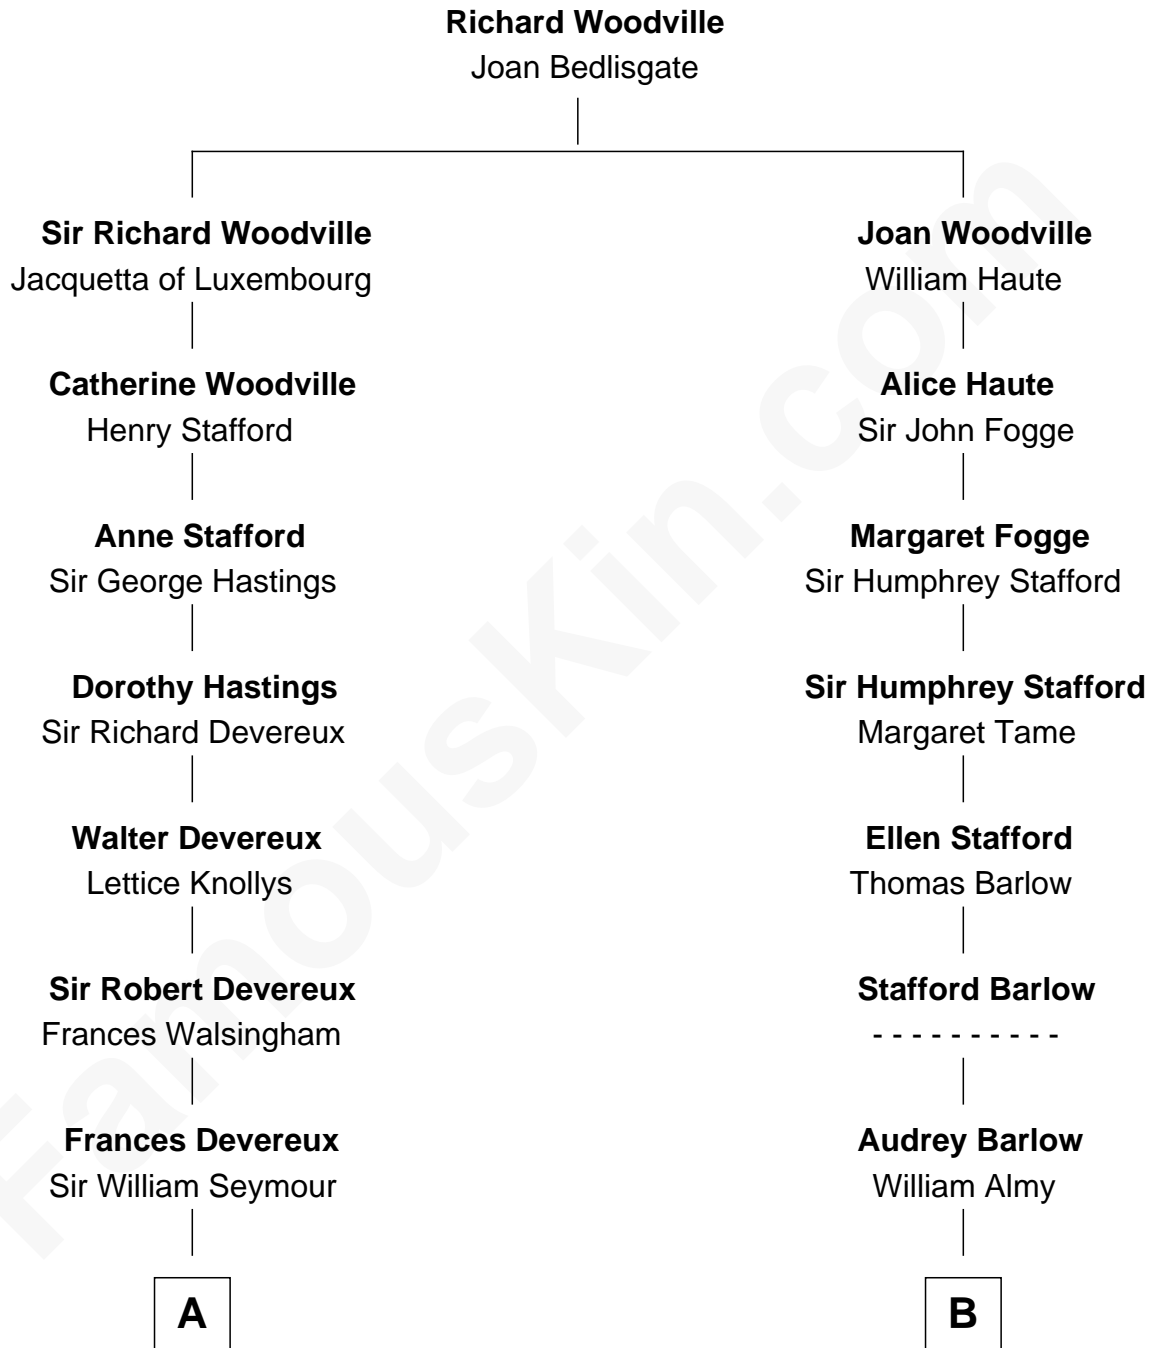 Richard Woodville
Joan Bedlisgate
Sir Richard Woodville
Jacquetta of Luxembourg
Joan Woodville
William Haute
Catherine Woodville
Henry Stafford
Alice Haute
Sir John Fogge
Anne Stafford
Sir George Hastings
Margaret Fogge
Sir Humphrey Stafford
Dorothy Hastings
Sir Richard Devereux
Sir Humphrey Stafford
Margaret Tame
Walter Devereux
Lettice Knollys
Ellen Stafford
Thomas Barlow
Sir Robert Devereux
Frances Walsingham
Stafford Barlow
- - - - - - - - - -
Frances Devereux
Sir William Seymour
Audrey Barlow
William Almy
A
B
FamousKin.com